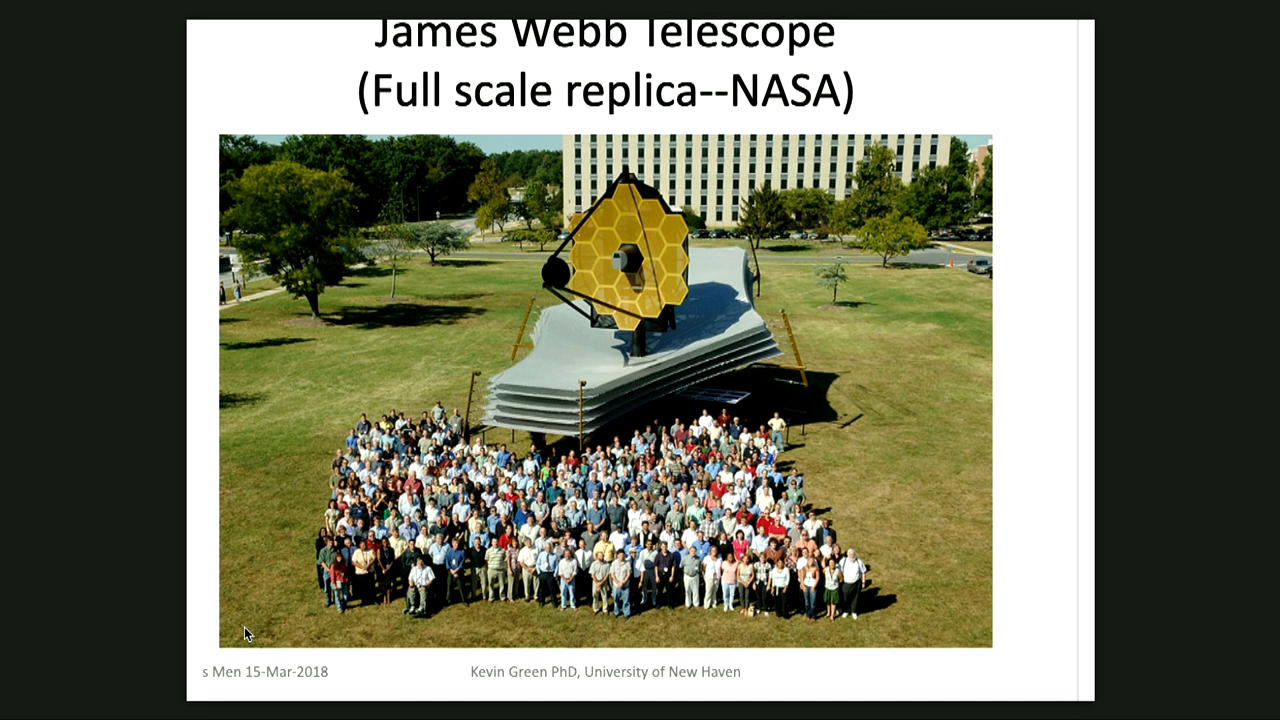 James Webb Telescope
(Full scale replica--NASA)
s Men 15-Mar-2018
Kevin Green PhD, University of New Haven